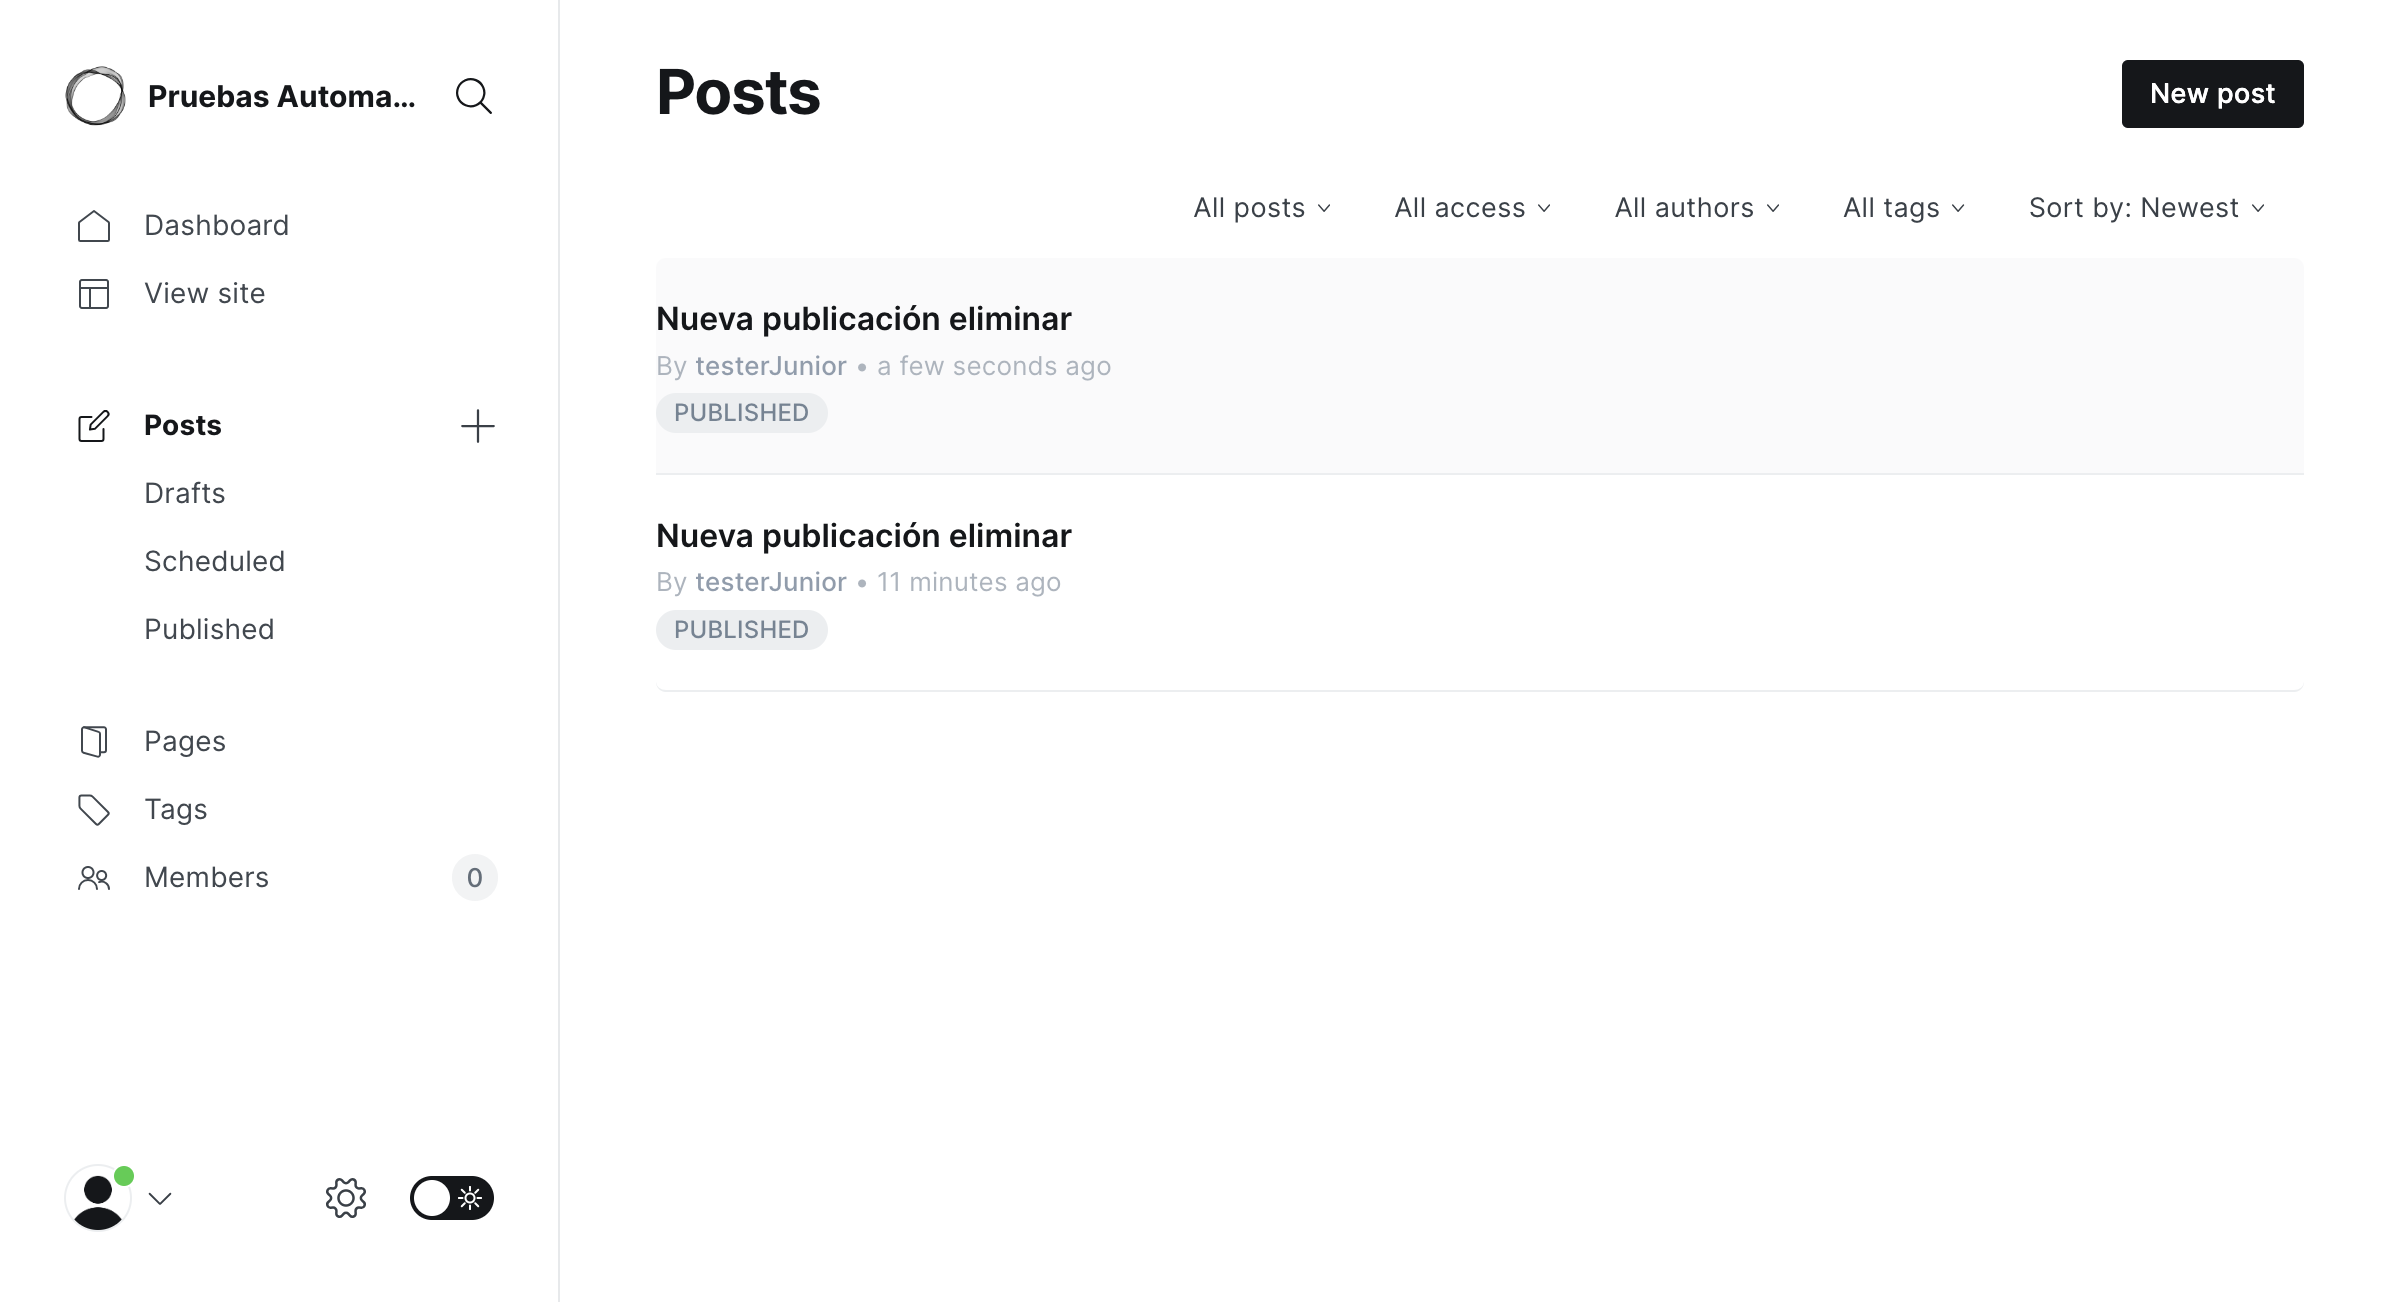 Pruebas Automa...
Dashboard
View site
Posts
Drafts
Scheduled
Published
Pages
Tags
Members 0
Posts
New post
All posts All access All authors All tags Sort by: Newest
Nueva publicación eliminar
By testerJunior • a few seconds ago
PUBLISHED
Nueva publicación eliminar
By testerJunior • 11 minutes ago
PUBLISHED